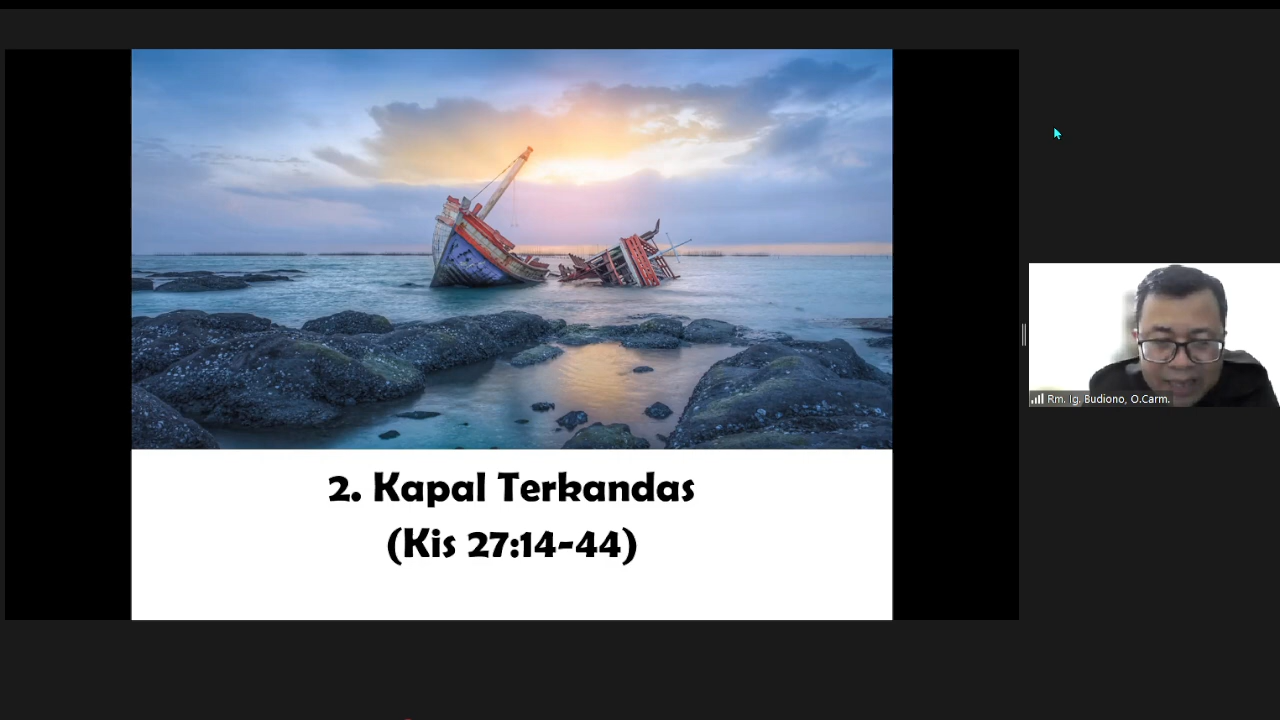 2. Kapal Terkandas
(Kis 27:14-44)
Rm. Ig. Budiono, O.Carm.